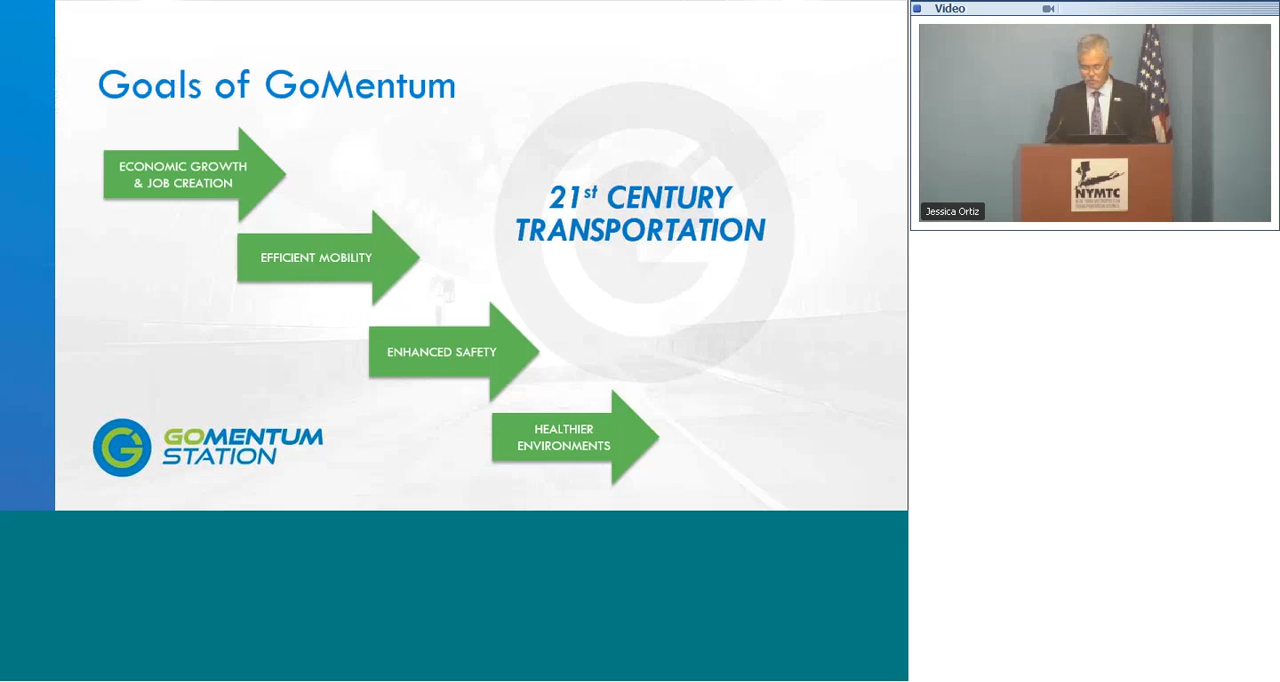 Goals of GoMentum
ECONOMIC GROWTH
& JOB CREATION
EFFICIENT MOBILITY
ENHANCED SAFETY
HEALTHIER
ENVIRONMENTS
21st CENTURY
TRANSPORTATION
GOMENTUM
STATION
Video
NYMTC
Jessica Ortiz